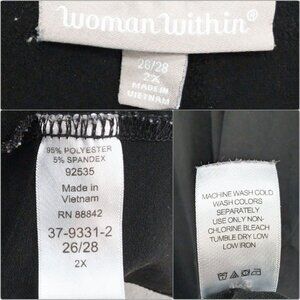 woman within®
26/28
2X
MADE IN
VIETNAM
95% POLYESTER
5% SPANDEX
92535
Made in
Vietnam
RN 88842
37-9331-2
26/28
2X
MACHINE WASH COLD
WASH COLORS
SEPARATELY
USE ONLY NON-
CHLORINE BLEACH
TUMBLE DRY LOW
LOW IRON